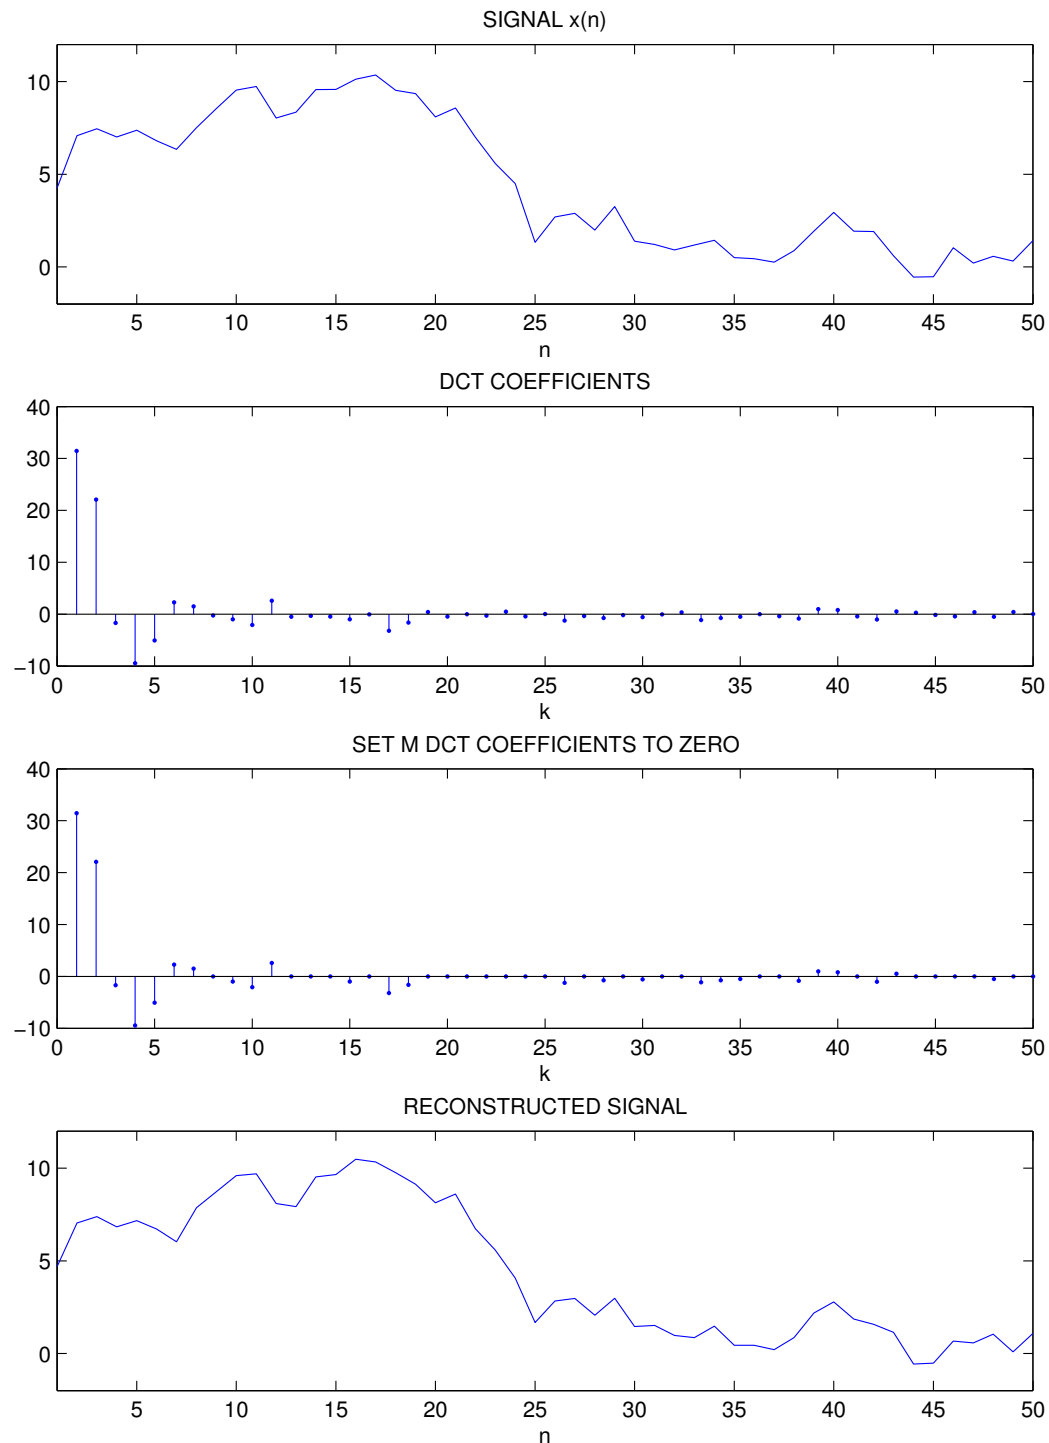 SIGNAL x(n)
10
5
0
5 10 15 20 25 30 35 40 45 50
n
DCT COEFFICIENTS
40
30
20
10
0
−10
0 5 10 15 20 25 30 35 40 45 50
k
SET M DCT COEFFICIENTS TO ZERO
40
30
20
10
0
−10
0 5 10 15 20 25 30 35 40 45 50
k
RECONSTRUCTED SIGNAL
10
5
0
5 10 15 20 25 30 35 40 45 50
n